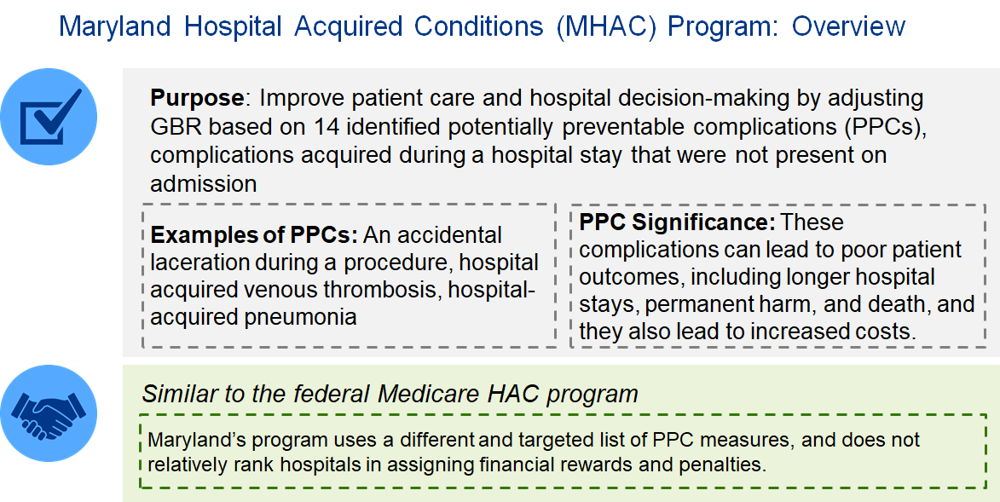 Maryland Hospital Acquired Conditions (MHAC) Program: Overview
Purpose: Improve patient care and hospital decision-making by adjusting
GBR based on 14 identified potentially preventable complications (PPCs),
complications acquired during a hospital stay that were not present on
admission
Examples of PPCs: An accidental
laceration during a procedure, hospital
acquired venous thrombosis, hospital-
acquired pneumonia
PPC Significance: These
complications can lead to poor patient
outcomes, including longer hospital
stays, permanent harm, and death, and
they also lead to increased costs.
Similar to the federal Medicare HAC program
Maryland’s program uses a different and targeted list of PPC measures, and does not
relatively rank hospitals in assigning financial rewards and penalties.